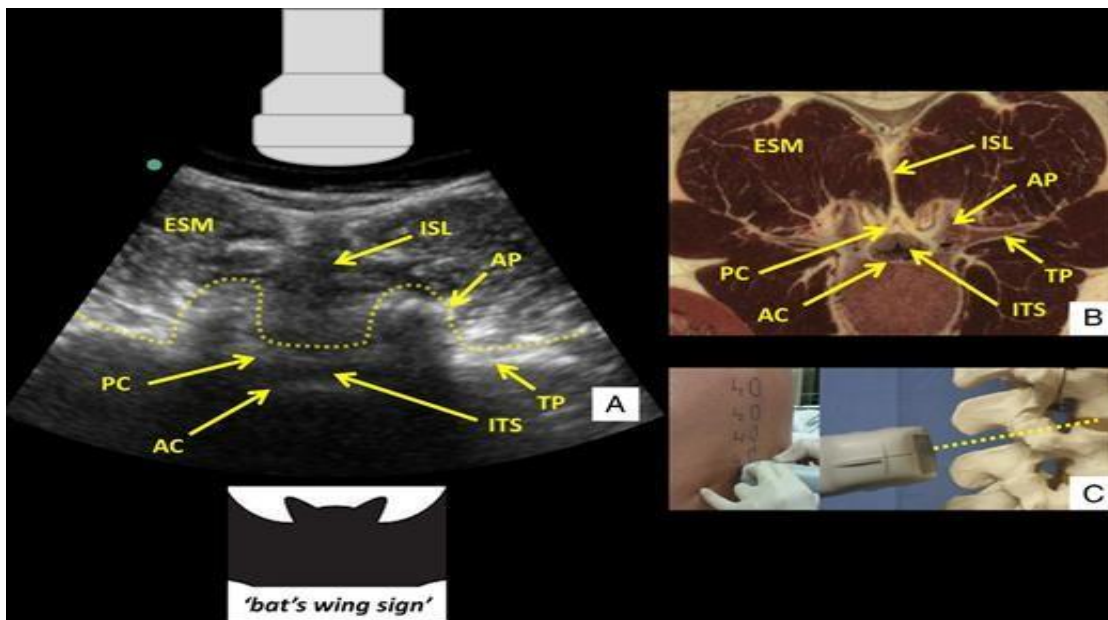 ESM
ISL
AP
PC
AC
ITS
TP
A
'bat's wing sign'
ESM
ISL
AP
PC
AC
ITS
TP
B
C